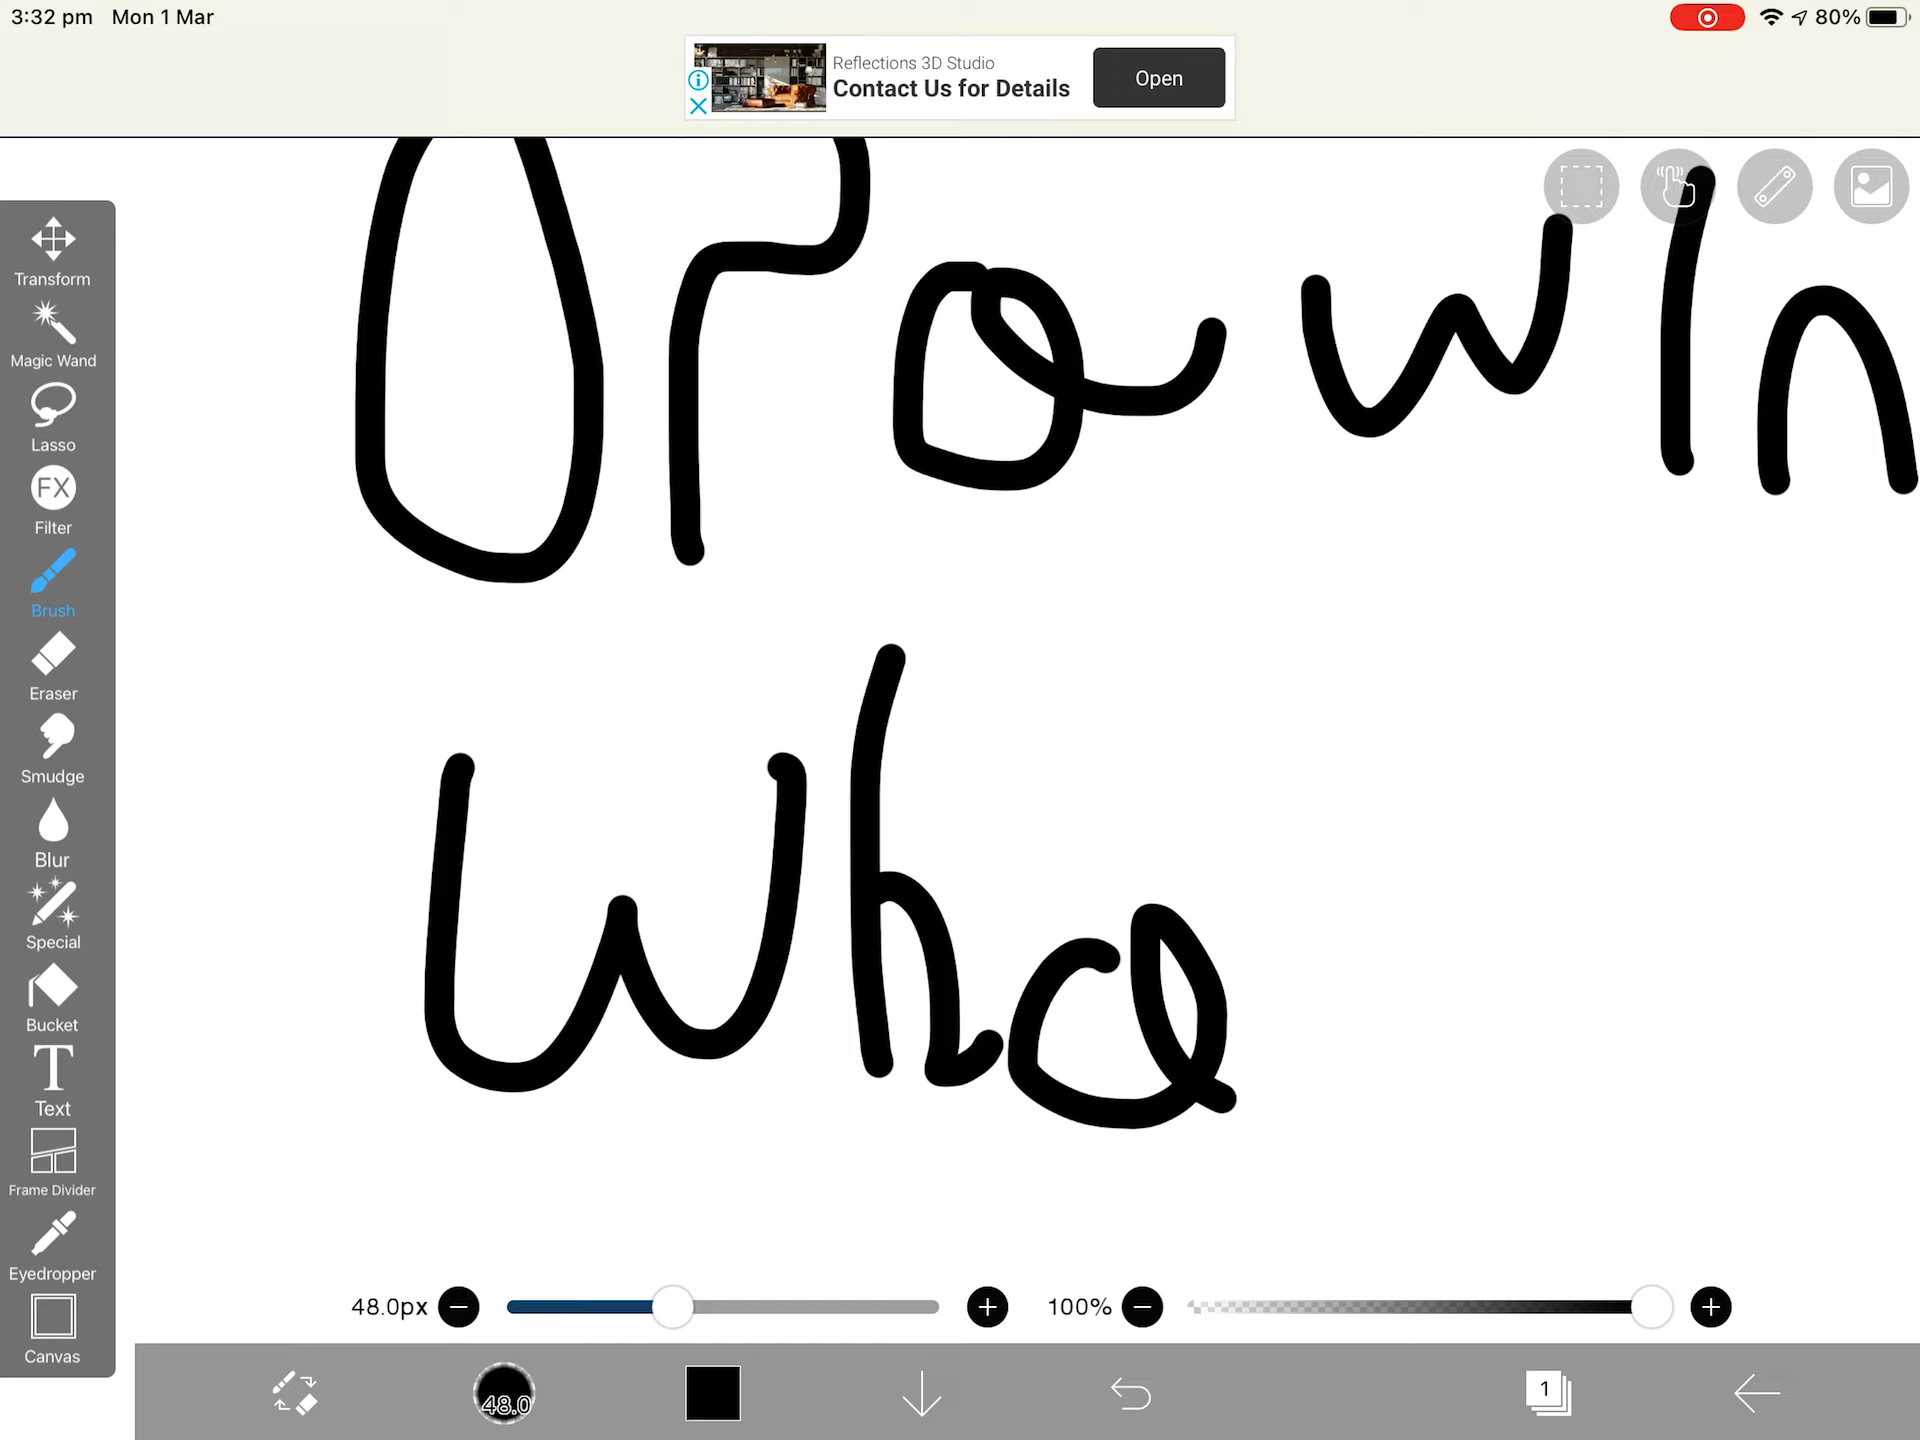 3:32 pm Mon 1 Mar 80%
Reflections 3D Studio
Contact Us for Details
Open
Drawin
wha
Transform
Magic Wand
Lasso
FX
Filter
Brush
Eraser
Smudge
Blur
Special
Bucket
T
Text
Frame Divider
Eyedropper
Canvas
48.0px 100%
48.0 1